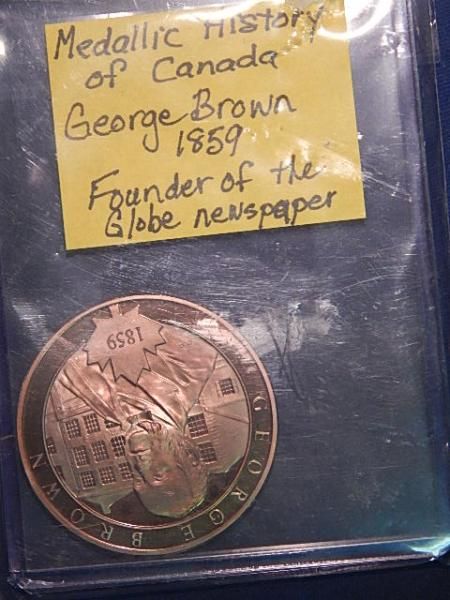 Medallic History
of Canada
George Brown
1859
Founder of the
Globe newspaper
1859
GEORGE BROWN